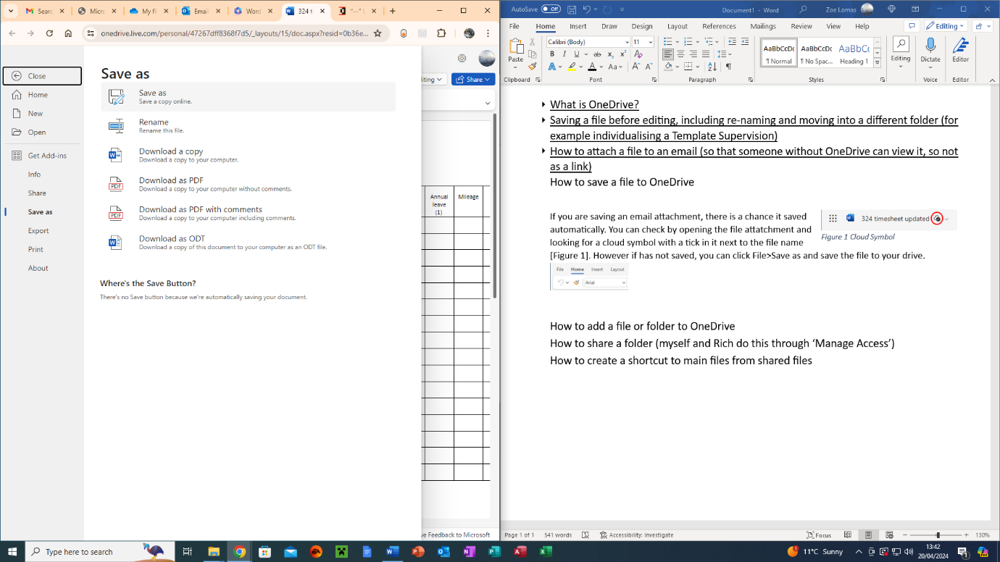 Searc
Micro
My fil
Email
Word
324 t
"---" L
onedrive.live.com/personal/47267dff8368f7d5/_layouts/15/doc.aspx?resid=0b36e...
Close
Home
New
Open
Get Add-ins
Info
Share
Save as
Export
Print
About
Save as
Save as
Save a copy online.
Rename
Rename this file.
Download a copy
Download a copy to your computer.
Download as PDF
Download a copy to your computer without comments.
Download as PDF with comments
Download a copy to your computer including comments.
Download as ODT
Download a copy of this document to your computer as an ODT file.
Where's the Save Button?
There's no Save button because we're automatically saving your document.
iting
Share
Annual
leave
(1)
Mileage
ve Feedback to Microsoft
AutoSave Off
Document1 - Word
Zoe Lomas
File Home Insert Draw Design Layout References Mailings Review View Help
Editing
Paste
Calibri (Body) 11
AaBbCcDc AaBbCcDc AaBbCc
¶ Normal ¶ No Spac... Heading 1
Editing
Dictate
Editor
Clipboard Font Paragraph Styles Voice Editor
What is OneDrive?
Saving a file before editing, including re-naming and moving into a different folder (for
example individualising a Template Supervision)
How to attach a file to an email (so that someone without OneDrive can view it, so not
as a link)
How to save a file to OneDrive
If you are saving an email attachment, there is a chance it saved
automatically. You can check by opening the file attatchment and
looking for a cloud symbol with a tick in it next to the file name
[Figure 1]. However if has not saved, you can click File>Save as and save the file to your drive.
324 timesheet updated
Figure 1 Cloud Symbol
File Home Insert Layout
Arial
How to add a file or folder to OneDrive
How to share a folder (myself and Rich do this through ‘Manage Access’)
How to create a shortcut to main files from shared files
Page 1 of 1 541 words Accessibility: Investigate
Focus
130%
Type here to search
11°C Sunny
13:42
20/04/2024